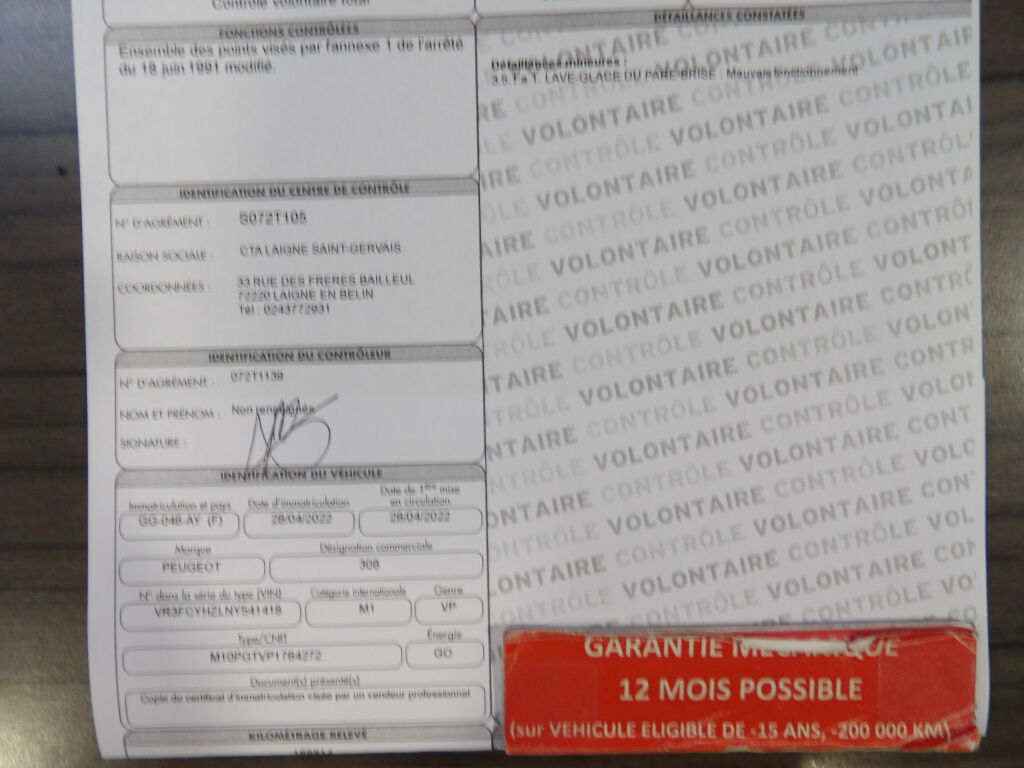 Contrôle volontaire total
FONCTIONS CONTRÔLÉES
Ensemble des points visés par l'annexe 1 de l'arrêté
du 18 juin 1991 modifié.
IDENTIFICATION DU CENTRE DE CONTRÔLE
N° D'AGRÉMENT : S072T105
RAISON SOCIALE : CTA LAIGNE SAINT-GERVAIS
COORDONNÉES : 33 RUE DES FRERES BAILLEUL
72220 LAIGNE EN BELIN
Tél : 0243772931
IDENTIFICATION DU CONTRÔLEUR
N° D'AGRÉMENT : 072T1139
NOM ET PRÉNOM : Non renseignés
SIGNATURE :
IDENTIFICATION DU VÉHICULE
Immatriculation et pays
GG-046-AY (F)
Date d'immatriculation
28/04/2022
Date de 1ère mise
en circulation
28/04/2022
Marque
PEUGEOT
Désignation commerciale
308
N° dans la série du type (VIN)
Catégorie internationale
M1
Genre
VP
Type/CNIT
M10PGTVP1764272
Énergie
GO
Document(s) présenté(s)
Copie du certificat d'immatriculation visée par un vendeur professionnel
KILOMÉTRAGE RELEVÉ
DÉFAILLANCES CONSTATÉES
Défaillances mineures :
3.5.1.a.1. LAVE-GLACE DU PARE-BRISE : Mauvais fonctionnement
CONTRÔLE VOLONTAIRE
GARANTIE MÉCANIQUE
12 MOIS POSSIBLE
(sur VEHICULE ELIGIBLE DE -15 ANS, -200 000 KM)